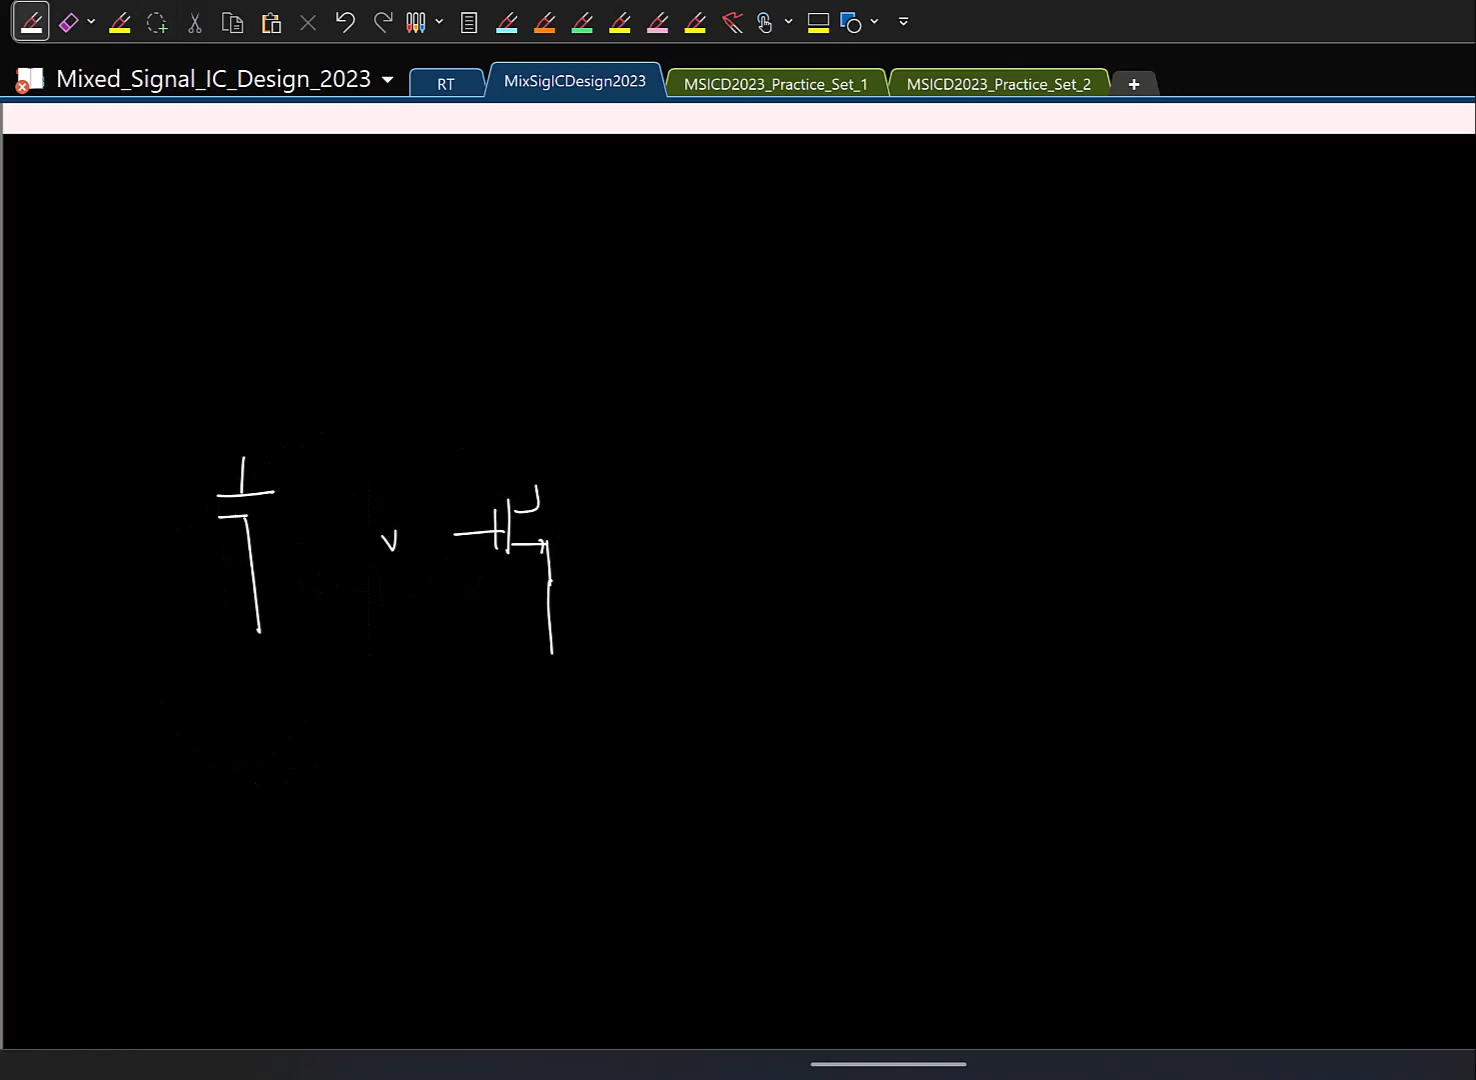 Mixed_Signal_IC_Design_2023
RT
MixSigICDesign2023
MSICD2023_Practice_Set_1
MSICD2023_Practice_Set_2
v